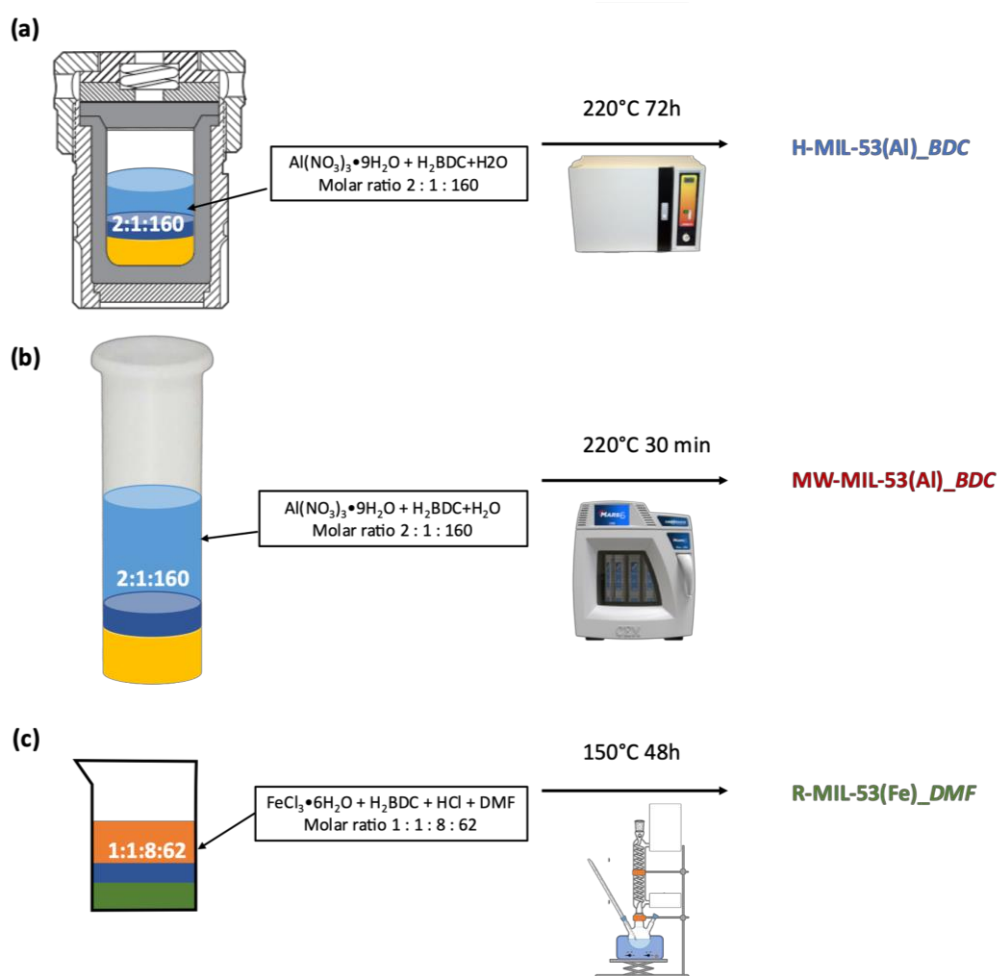 (a)
220°C 72h
Al(NO₃)₃•9H₂O + H₂BDC+H2O
Molar ratio 2 : 1 : 160
H-MIL-53(Al)_BDC
2:1:160
(b)
220°C 30 min
Al(NO₃)₃•9H₂O + H₂BDC+H₂O
Molar ratio 2 : 1 : 160
MW-MIL-53(Al)_BDC
2:1:160
MARS 6
CEM
(c)
150°C 48h
FeCl₃•6H₂O + H₂BDC + HCl + DMF
Molar ratio 1 : 1 : 8 : 62
R-MIL-53(Fe)_DMF
1:1:8:62